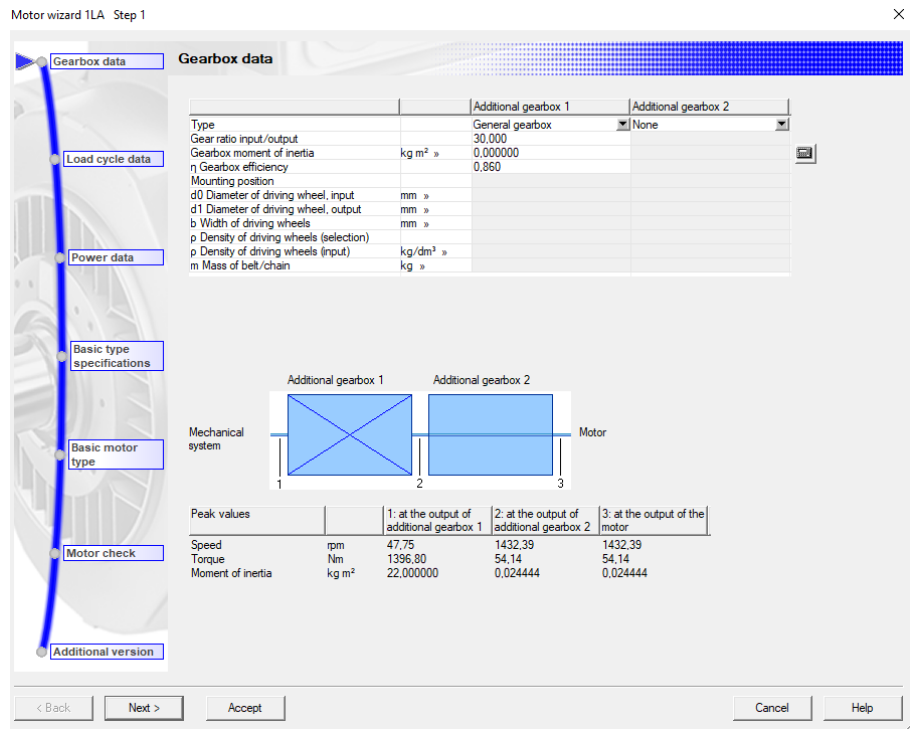 Motor wizard 1LA Step 1
Gearbox data
Load cycle data
Power data
Basic type
specifications
Basic motor
type
Motor check
Additional version
Gearbox data
Additional gearbox 1 Additional gearbox 2
Type General gearbox None
Gear ratio input/output 30,000
Gearbox moment of inertia kg m² » 0,000000
η Gearbox efficiency 0,860
Mounting position
d0 Diameter of driving wheel, input mm »
d1 Diameter of driving wheel, output mm »
b Width of driving wheels mm »
ρ Density of driving wheels (selection)
ρ Density of driving wheels (input) kg/dm³ »
m Mass of belt/chain kg »
Additional gearbox 1 Additional gearbox 2
Mechanical
system
Motor
1 2 3
Peak values 1: at the output of 2: at the output of 3: at the output of the
additional gearbox 1 additional gearbox 2 motor
Speed rpm 47,75 1432,39 1432,39
Torque Nm 1396,80 54,14 54,14
Moment of inertia kg m² 22,000000 0,024444 0,024444
< Back Next > Accept Cancel Help